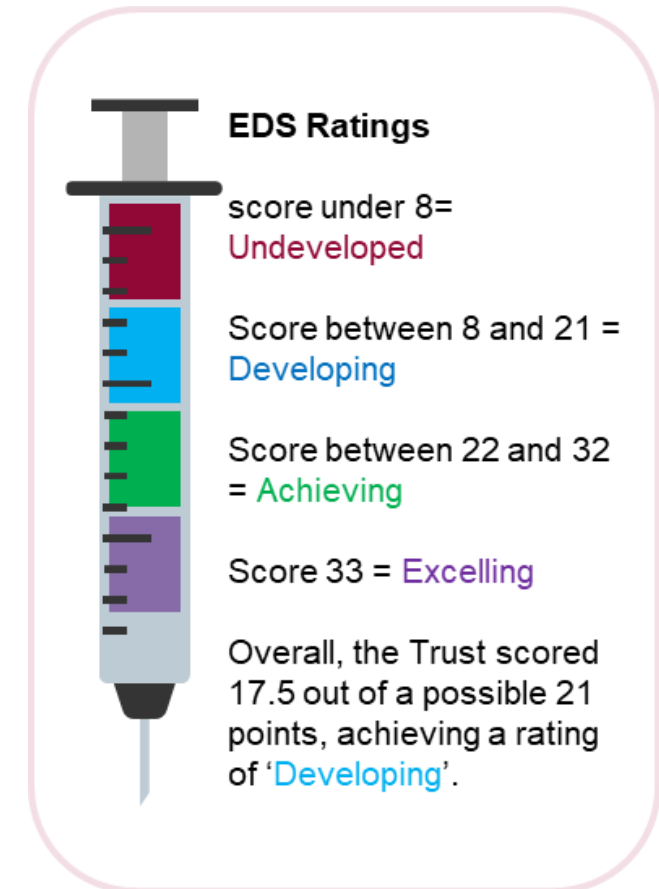 EDS Ratings
score under 8=
Undeveloped
Score between 8 and 21 =
Developing
Score between 22 and 32
= Achieving
Score 33 = Excelling
Overall, the Trust scored
17.5 out of a possible 21
points, achieving a rating
of ‘Developing’.